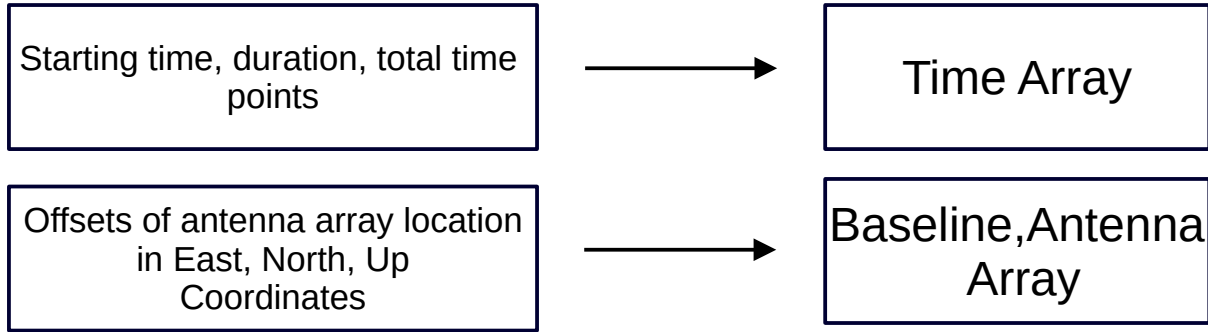 Starting time, duration, total time
points
Time Array
Offsets of antenna array location
in East, North, Up
Coordinates
Baseline,Antenna
Array